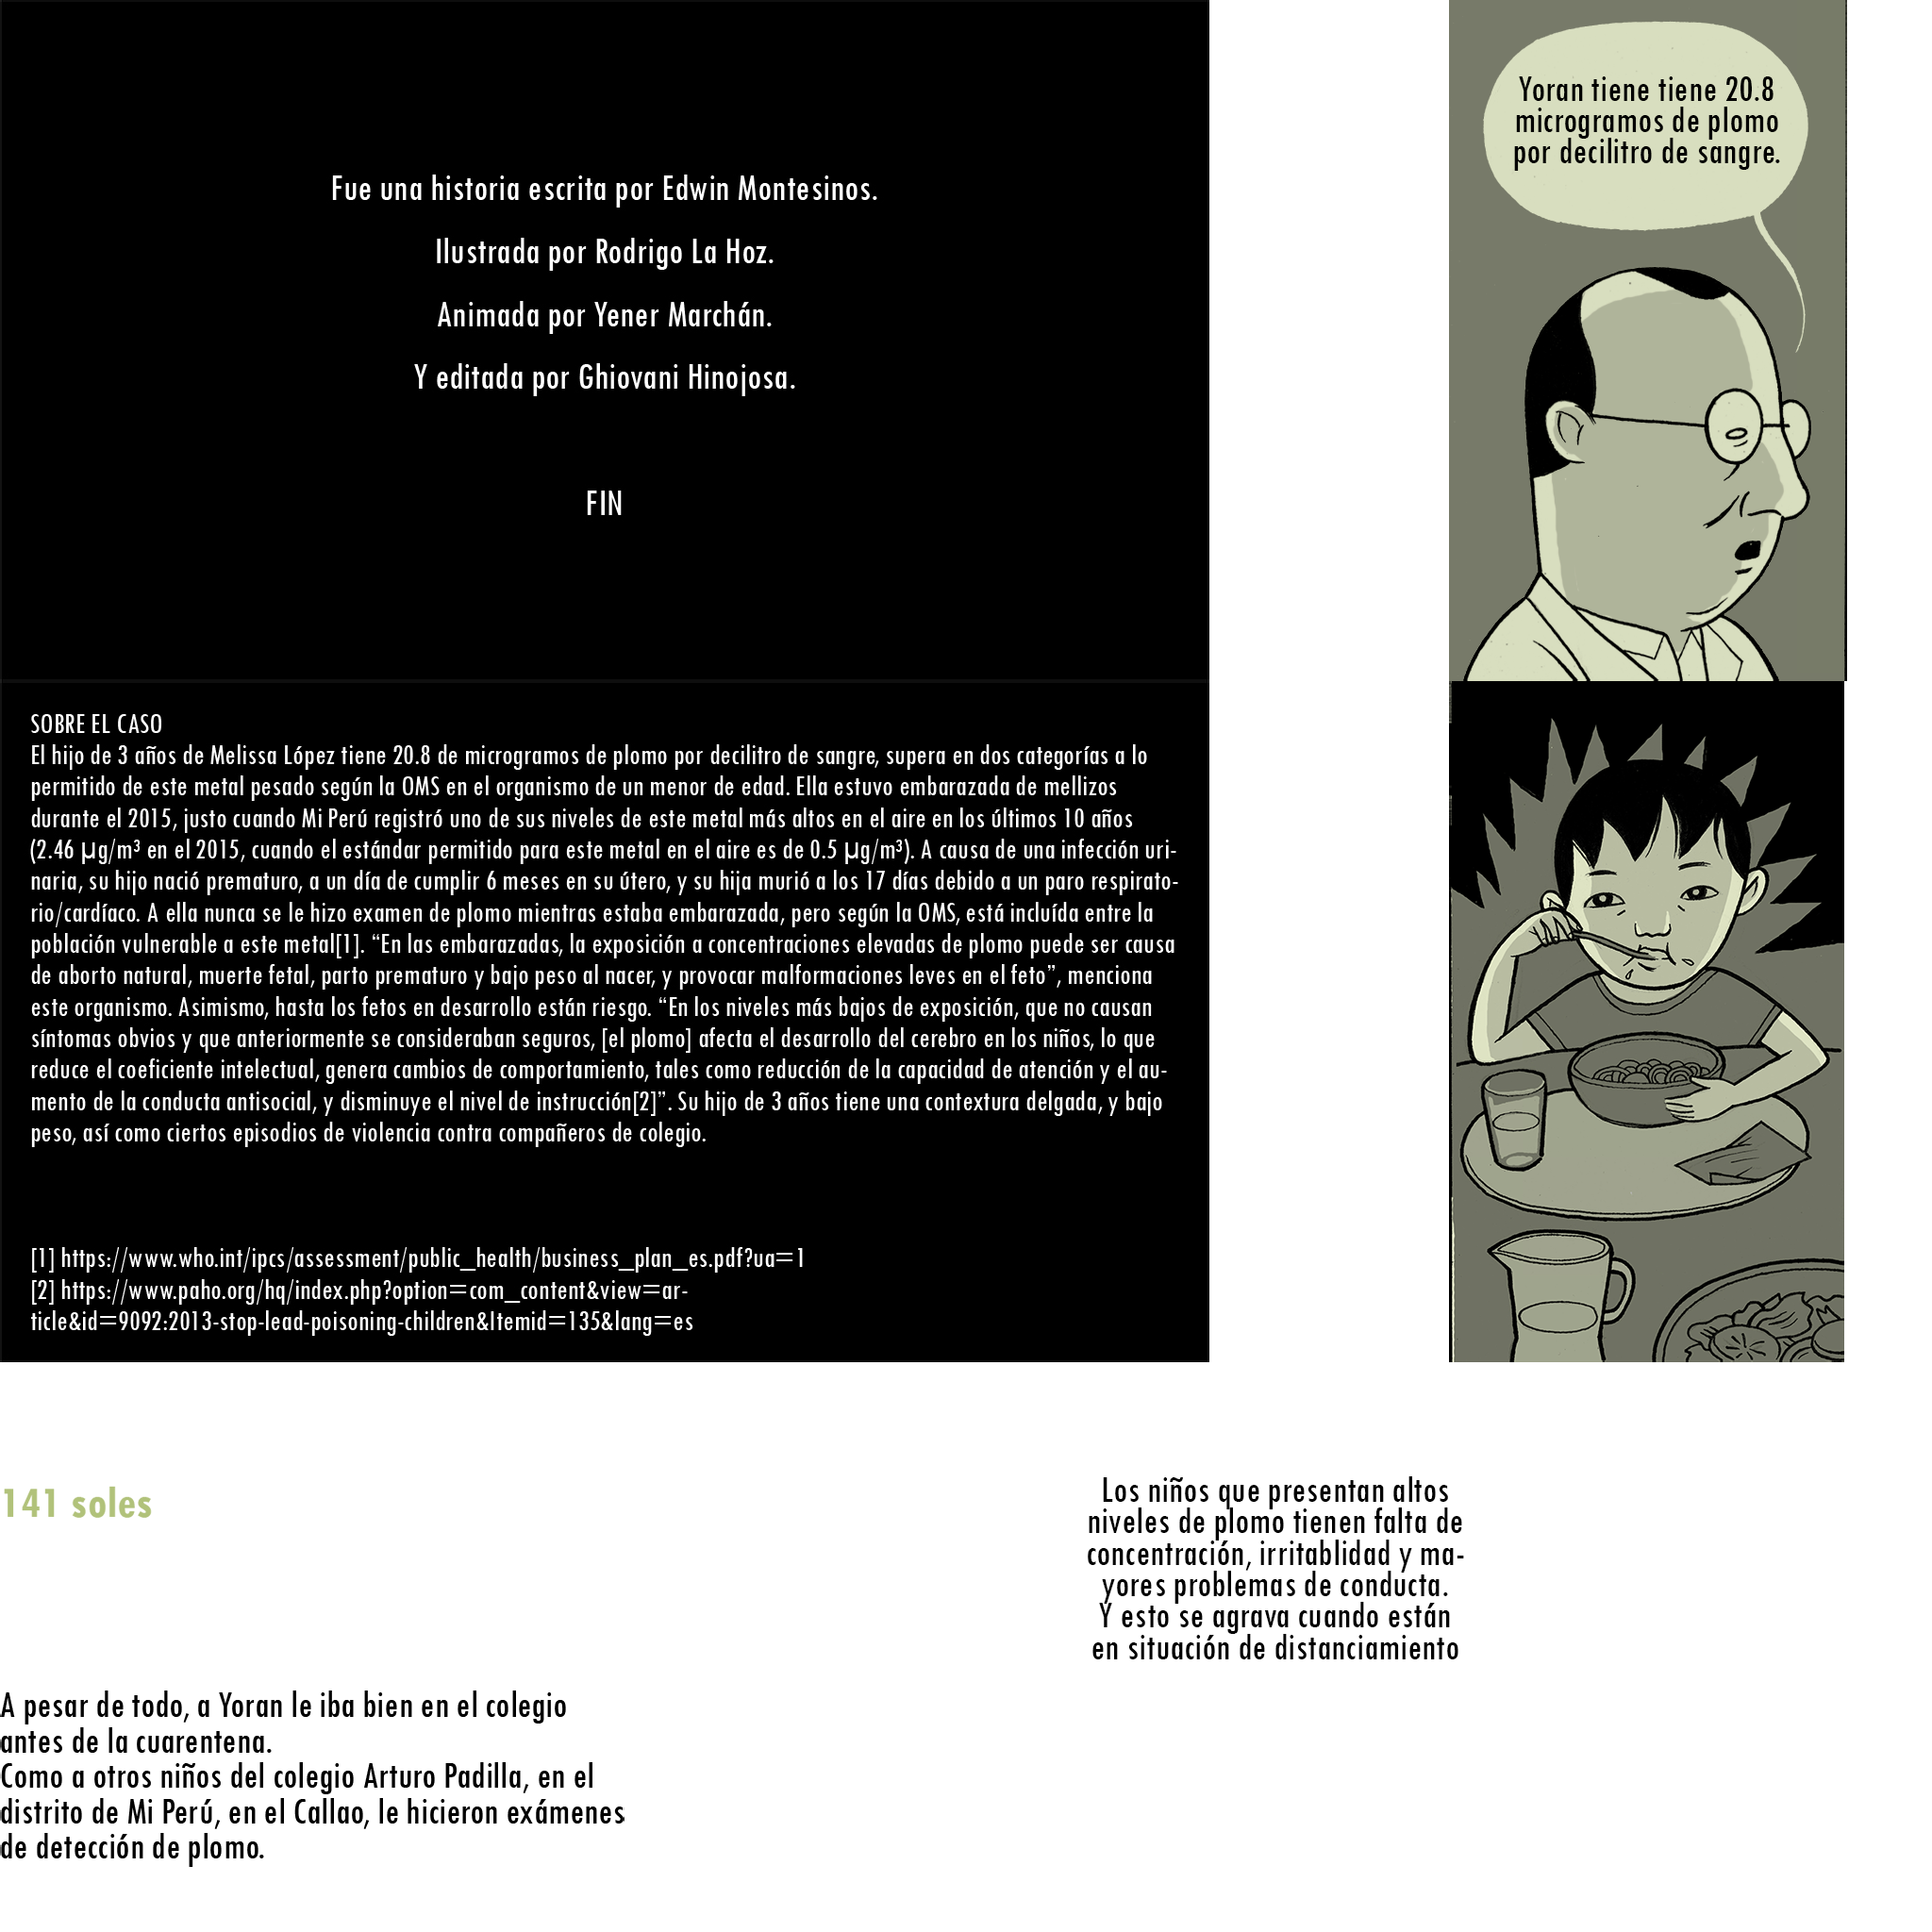 Fue una historia escrita por Edwin Montesinos.
Ilustrada por Rodrigo La Hoz.
Animada por Yener Marchán.
Y editada por Ghiovani Hinojosa.
FIN
Yoran tiene tiene 20.8
microgramos de plomo
por decilitro de sangre.
SOBRE EL CASO
El hijo de 3 años de Melissa López tiene 20.8 de microgramos de plomo por decilitro de sangre, supera en dos categorías a lo
permitido de este metal pesado según la OMS en el organismo de un menor de edad. Ella estuvo embarazada de mellizos
durante el 2015, justo cuando Mi Perú registró uno de sus niveles de este metal más altos en el aire en los últimos 10 años
(2.46 µg/m³ en el 2015, cuando el estándar permitido para este metal en el aire es de 0.5 µg/m³). A causa de una infección uri-
naria, su hijo nació prematuro, a un día de cumplir 6 meses en su útero, y su hija murió a los 17 días debido a un paro respirato-
rio/cardíaco. A ella nunca se le hizo examen de plomo mientras estaba embarazada, pero según la OMS, está incluída entre la
población vulnerable a este metal[1]. “En las embarazadas, la exposición a concentraciones elevadas de plomo puede ser causa
de aborto natural, muerte fetal, parto prematuro y bajo peso al nacer, y provocar malformaciones leves en el feto”, menciona
este organismo. Asimismo, hasta los fetos en desarrollo están riesgo. “En los niveles más bajos de exposición, que no causan
síntomas obvios y que anteriormente se consideraban seguros, [el plomo] afecta el desarrollo del cerebro en los niños, lo que
reduce el coeficiente intelectual, genera cambios de comportamiento, tales como reducción de la capacidad de atención y el au-
mento de la conducta antisocial, y disminuye el nivel de instrucción[2]”. Su hijo de 3 años tiene una contextura delgada, y bajo
peso, así como ciertos episodios de violencia contra compañeros de colegio.
[1] https://www.who.int/ipcs/assessment/public_health/business_plan_es.pdf?ua=1
[2] https://www.paho.org/hq/index.php?option=com_content&view=ar-
ticle&id=9092:2013-stop-lead-poisoning-children&Itemid=135&lang=es
141 soles
Los niños que presentan altos
niveles de plomo tienen falta de
concentración, irritablidad y ma-
yores problemas de conducta.
Y esto se agrava cuando están
en situación de distanciamiento
A pesar de todo, a Yoran le iba bien en el colegio
antes de la cuarentena.
Como a otros niños del colegio Arturo Padilla, en el
distrito de Mi Perú, en el Callao, le hicieron exámenes
de detección de plomo.